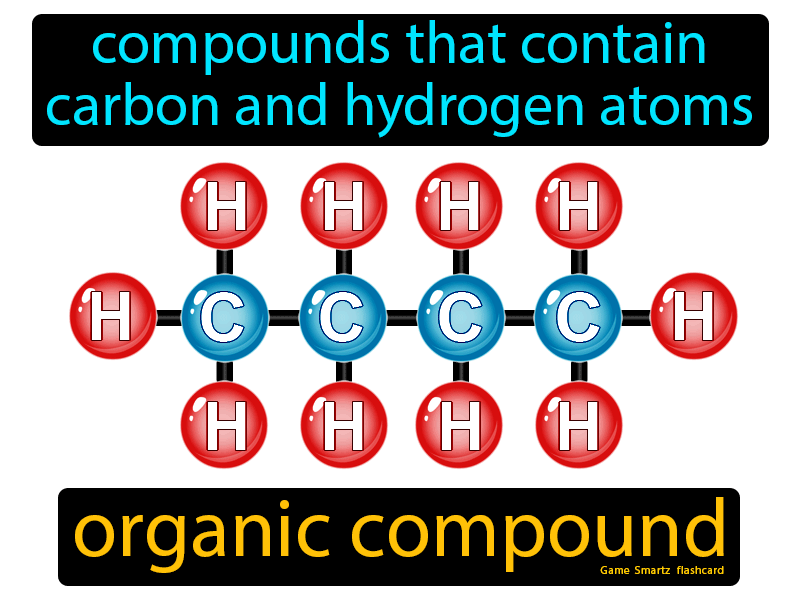 compounds that contain
carbon and hydrogen atoms
H H H H
H C C C C H
H H H H
organic compound
Game Smartz flashcard